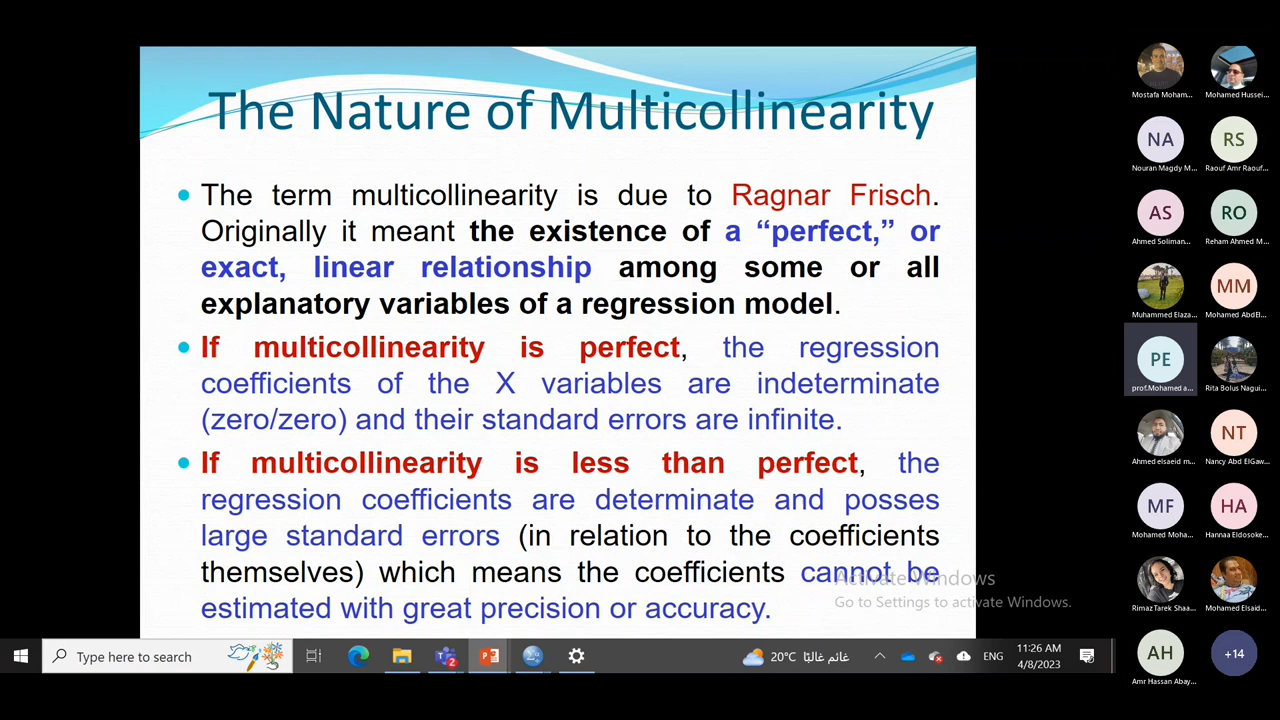 The Nature of Multicollinearity
The term multicollinearity is due to Ragnar Frisch.
Originally it meant the existence of a “perfect,” or
exact, linear relationship among some or all
explanatory variables of a regression model.
If multicollinearity is perfect, the regression
coefficients of the X variables are indeterminate
(zero/zero) and their standard errors are infinite.
If multicollinearity is less than perfect, the
regression coefficients are determinate and posses
large standard errors (in relation to the coefficients
themselves) which means the coefficients cannot be
estimated with great precision or accuracy.
Activate Windows
Go to Settings to activate Windows.
Mostafa Moham...
Mohamed Hussei...
NA
Nouran Magdy M...
RS
Raouf Amr Raouf...
AS
Ahmed Soliman...
RO
Reham Ahmed M...
Muhammed Elaza...
MM
Mohamed AbdEl...
PE
prof.Mohamed a...
Rita Bolus Nagui...
Ahmed elsaeid m...
NT
Nancy Abd ElGaw...
MF
Mohamed Moha...
HA
Hannaa Eldosoke...
RimazTarek Shaa...
Mohamed Elsaid...
AH
Amr Hassan Abay...
+14
Type here to search
2
20°C
غائم غالبًا
ENG
11:26 AM
4/8/2023